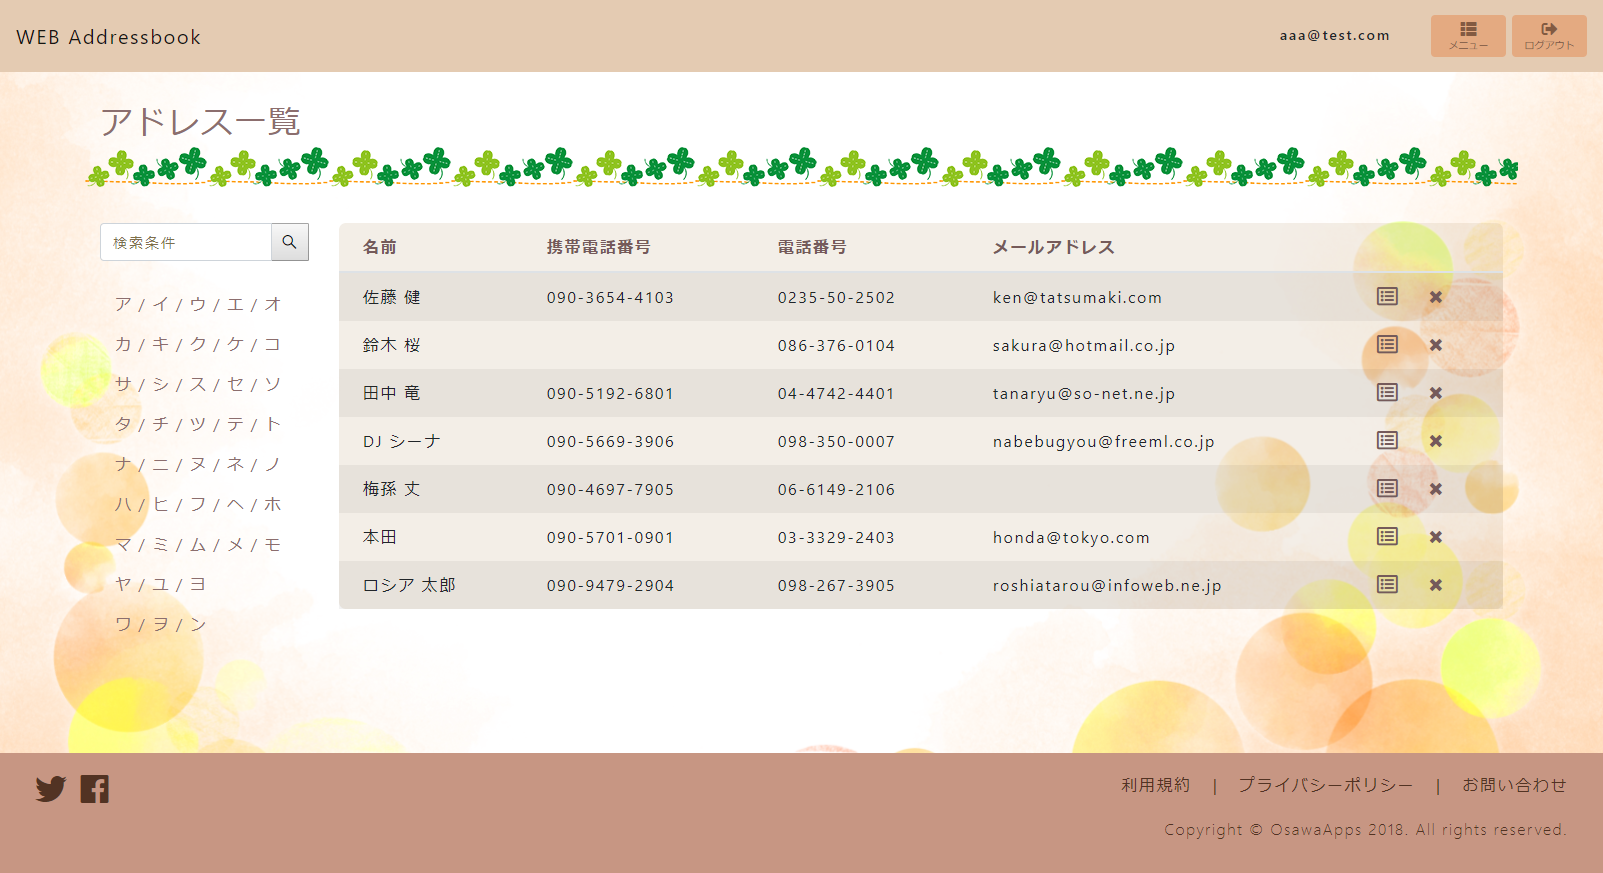 WEB Addressbook
aaa@test.com
メニュー
ログアウト
アドレス一覧
検索条件
ア / イ / ウ / エ / オ
カ / キ / ク / ケ / コ
サ / シ / ス / セ / ソ
タ / チ / ツ / テ / ト
ナ / ニ / ヌ / ネ / ノ
ハ / ヒ / フ / ヘ / ホ
マ / ミ / ム / メ / モ
ヤ / ユ / ヨ
ワ / ヲ / ン
名前 携帯電話番号 電話番号 メールアドレス
佐藤 健 090-3654-4103 0235-50-2502 ken@tatsumaki.com
鈴木 桜 086-376-0104 sakura@hotmail.co.jp
田中 竜 090-5192-6801 04-4742-4401 tanaryu@so-net.ne.jp
DJ シーナ 090-5669-3906 098-350-0007 nabebugyou@freeml.co.jp
梅孫 丈 090-4697-7905 06-6149-2106
本田 090-5701-0901 03-3329-2403 honda@tokyo.com
ロシア 太郎 090-9479-2904 098-267-3905 roshiatarou@infoweb.ne.jp
利用規約 | プライバシーポリシー | お問い合わせ
Copyright © OsawaApps 2018. All rights reserved.